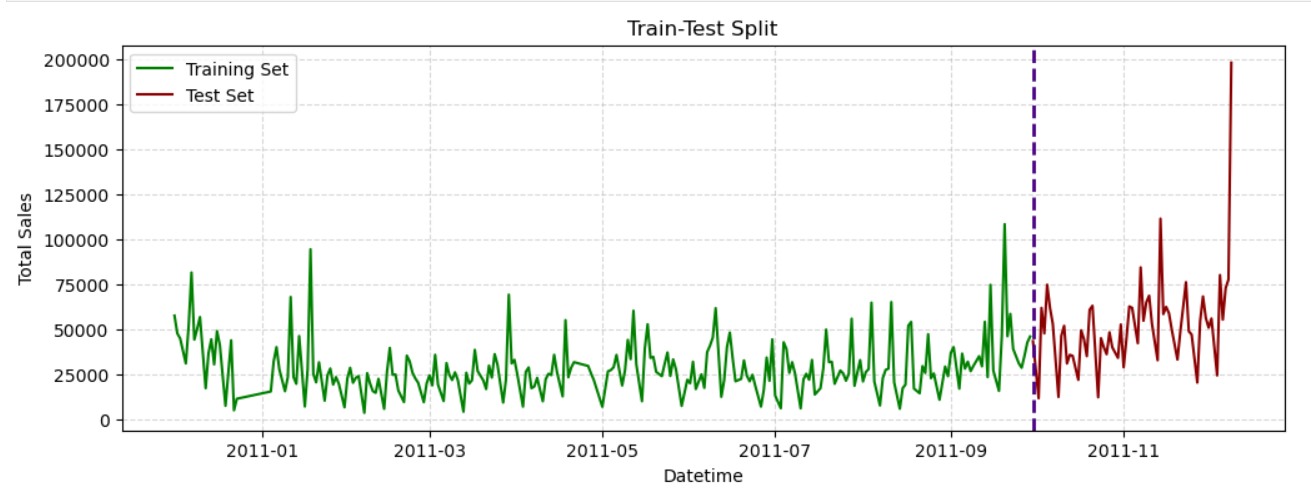 Train-Test Split
Training Set
Test Set
200000
175000
150000
125000
100000
75000
50000
25000
0
Total Sales
2011-01 2011-03 2011-05 2011-07 2011-09 2011-11
Datetime